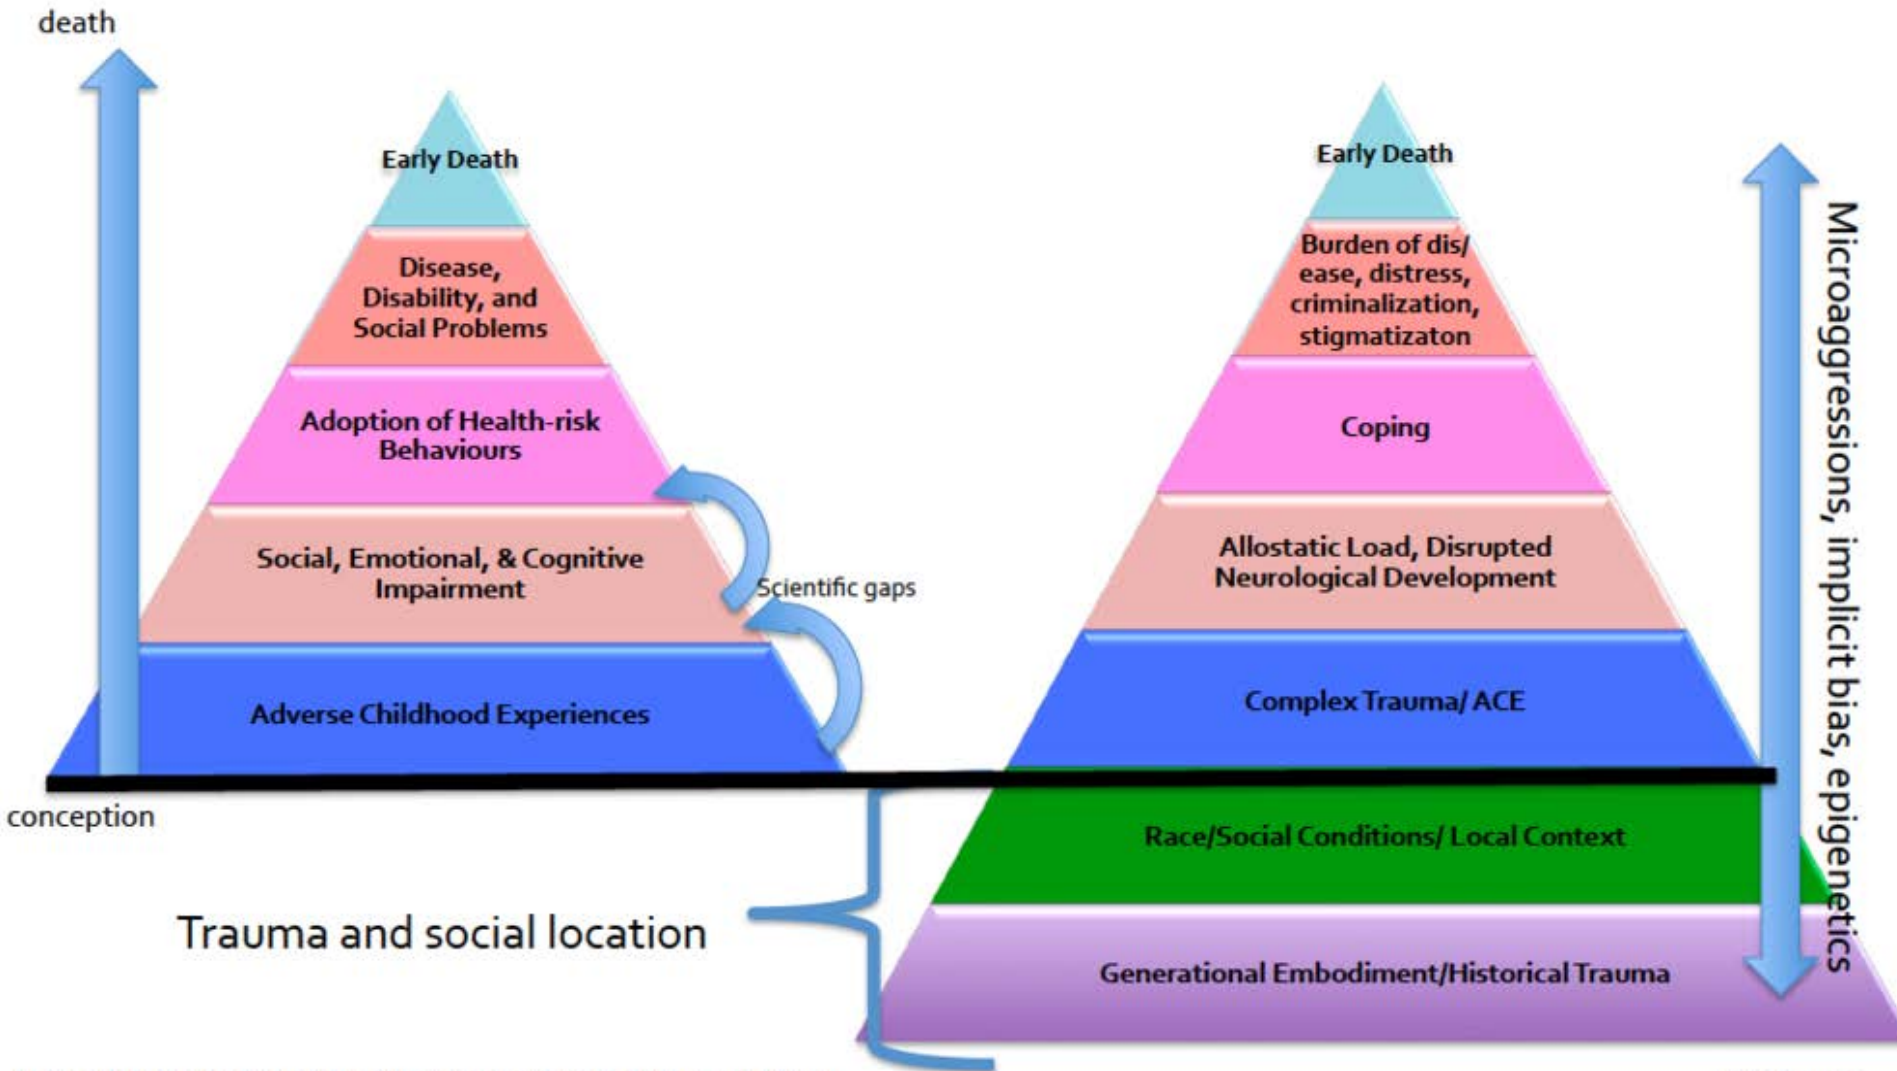 death
Early Death
Disease,
Disability, and
Social Problems
Adoption of Health-risk
Behaviours
Social, Emotional, & Cognitive
Impairment
Scientific gaps
Adverse Childhood Experiences
conception
Trauma and social location
Early Death
Burden of dis/
ease, distress,
criminalization,
stigmatizaton
Coping
Allostatic Load, Disrupted
Neurological Development
Complex Trauma/ ACE
Race/Social Conditions/ Local Context
Generational Embodiment/Historical Trauma
Microaggressions, implicit bias, epigenetics